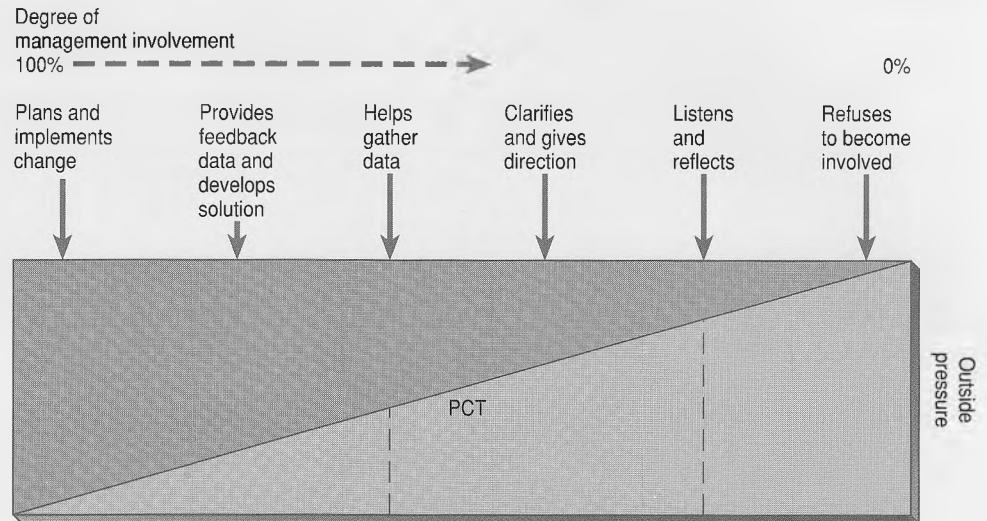 Degree of
management involvement
100%
0%
Plans and
implements
change
Provides
feedback
data and
develops
solution
Helps
gather
data
Clarifies
and gives
direction
Listens
and
reflects
Refuses
to become
involved
PCT
Outside
pressure